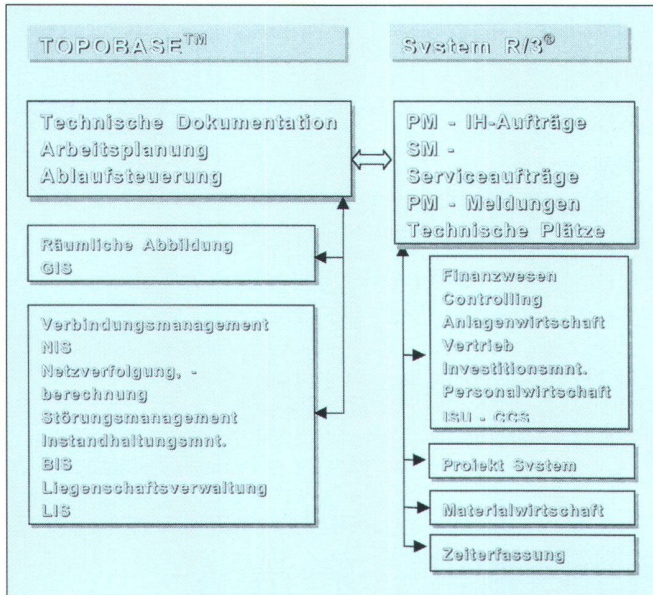 TOPOBASE™
Technische Dokumentation
Arbeitsplanung
Ablaufsteuerung
Räumliche Abbildung
GIS
Verbindungsmanagement
NIS
Netzverfolgung, -
berechnung
Störungsmanagement
Instandhaltungsmnt.
BIS
Liegenschaftsverwaltung
LIS
System R/3®
PM - IH-Aufträge
SM -
Serviceaufträge
PM - Meldungen
Technische Plätze
Finanzwesen
Controlling
Anlagenwirtschaft
Vertrieb
Investitionsmnt.
Personalwirtschaft
ISU - CCS
Projekt System
Materialwirtschaft
Zeiterfassung